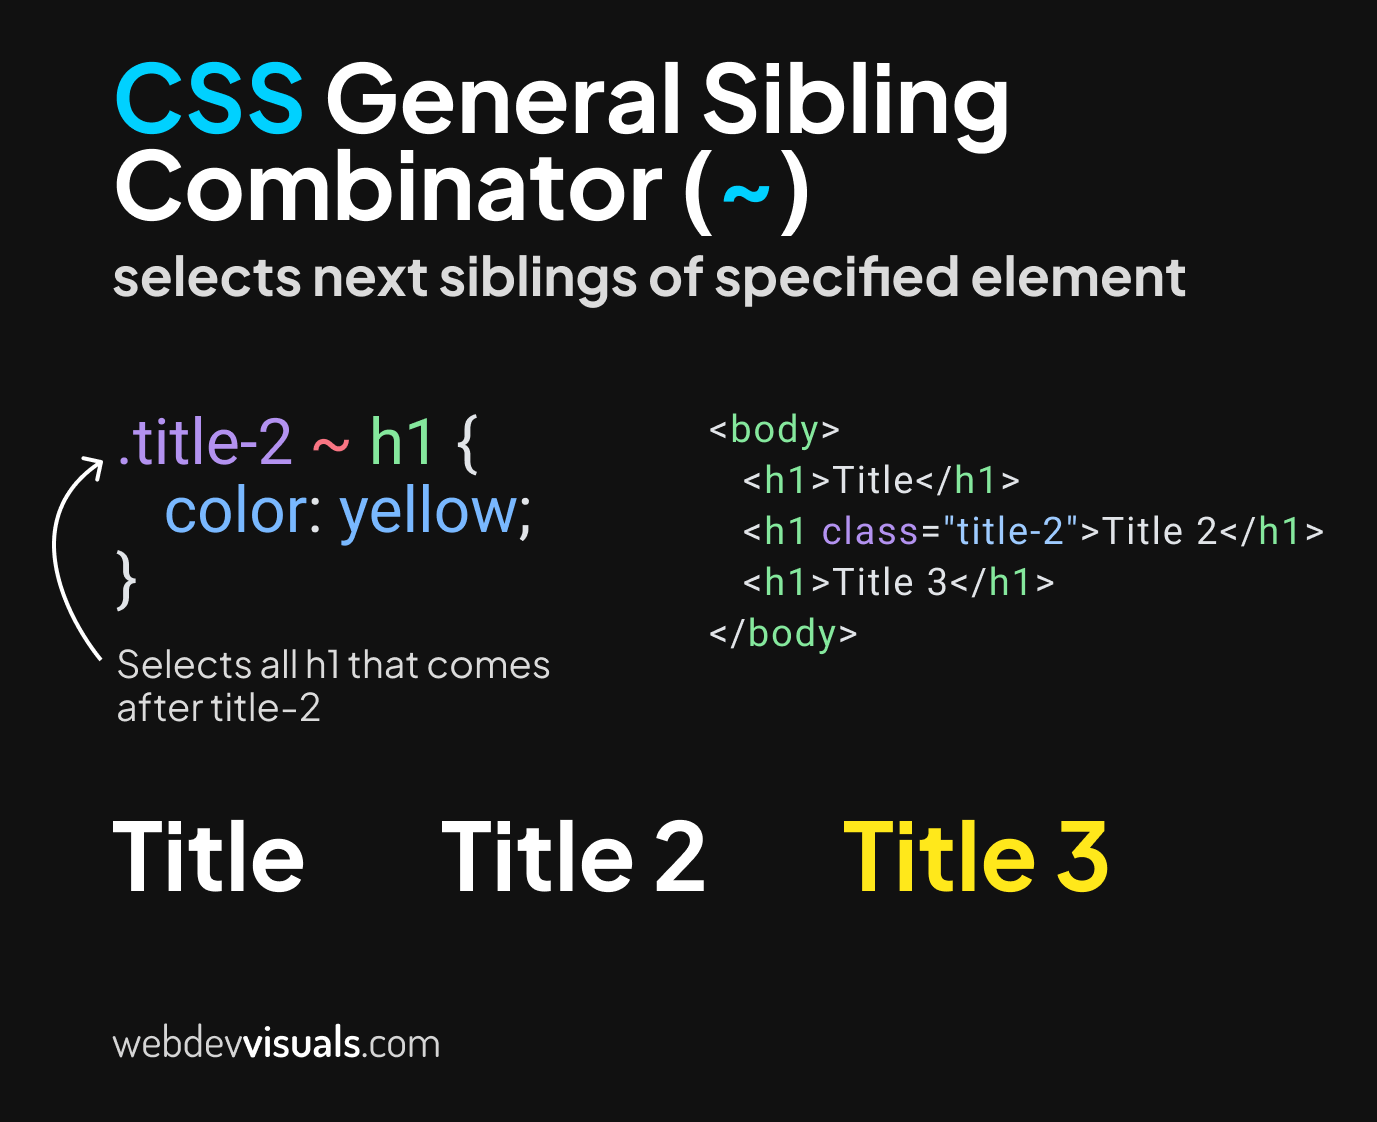 CSS General Sibling
Combinator (~)
selects next siblings of specified element
.title-2 ~ h1 {
color: yellow;
}
Selects all h1 that comes
after title-2
<body>
<h1>Title</h1>
<h1 class="title-2">Title 2</h1>
<h1>Title 3</h1>
</body>
Title Title 2 Title 3
webdevvisuals.com